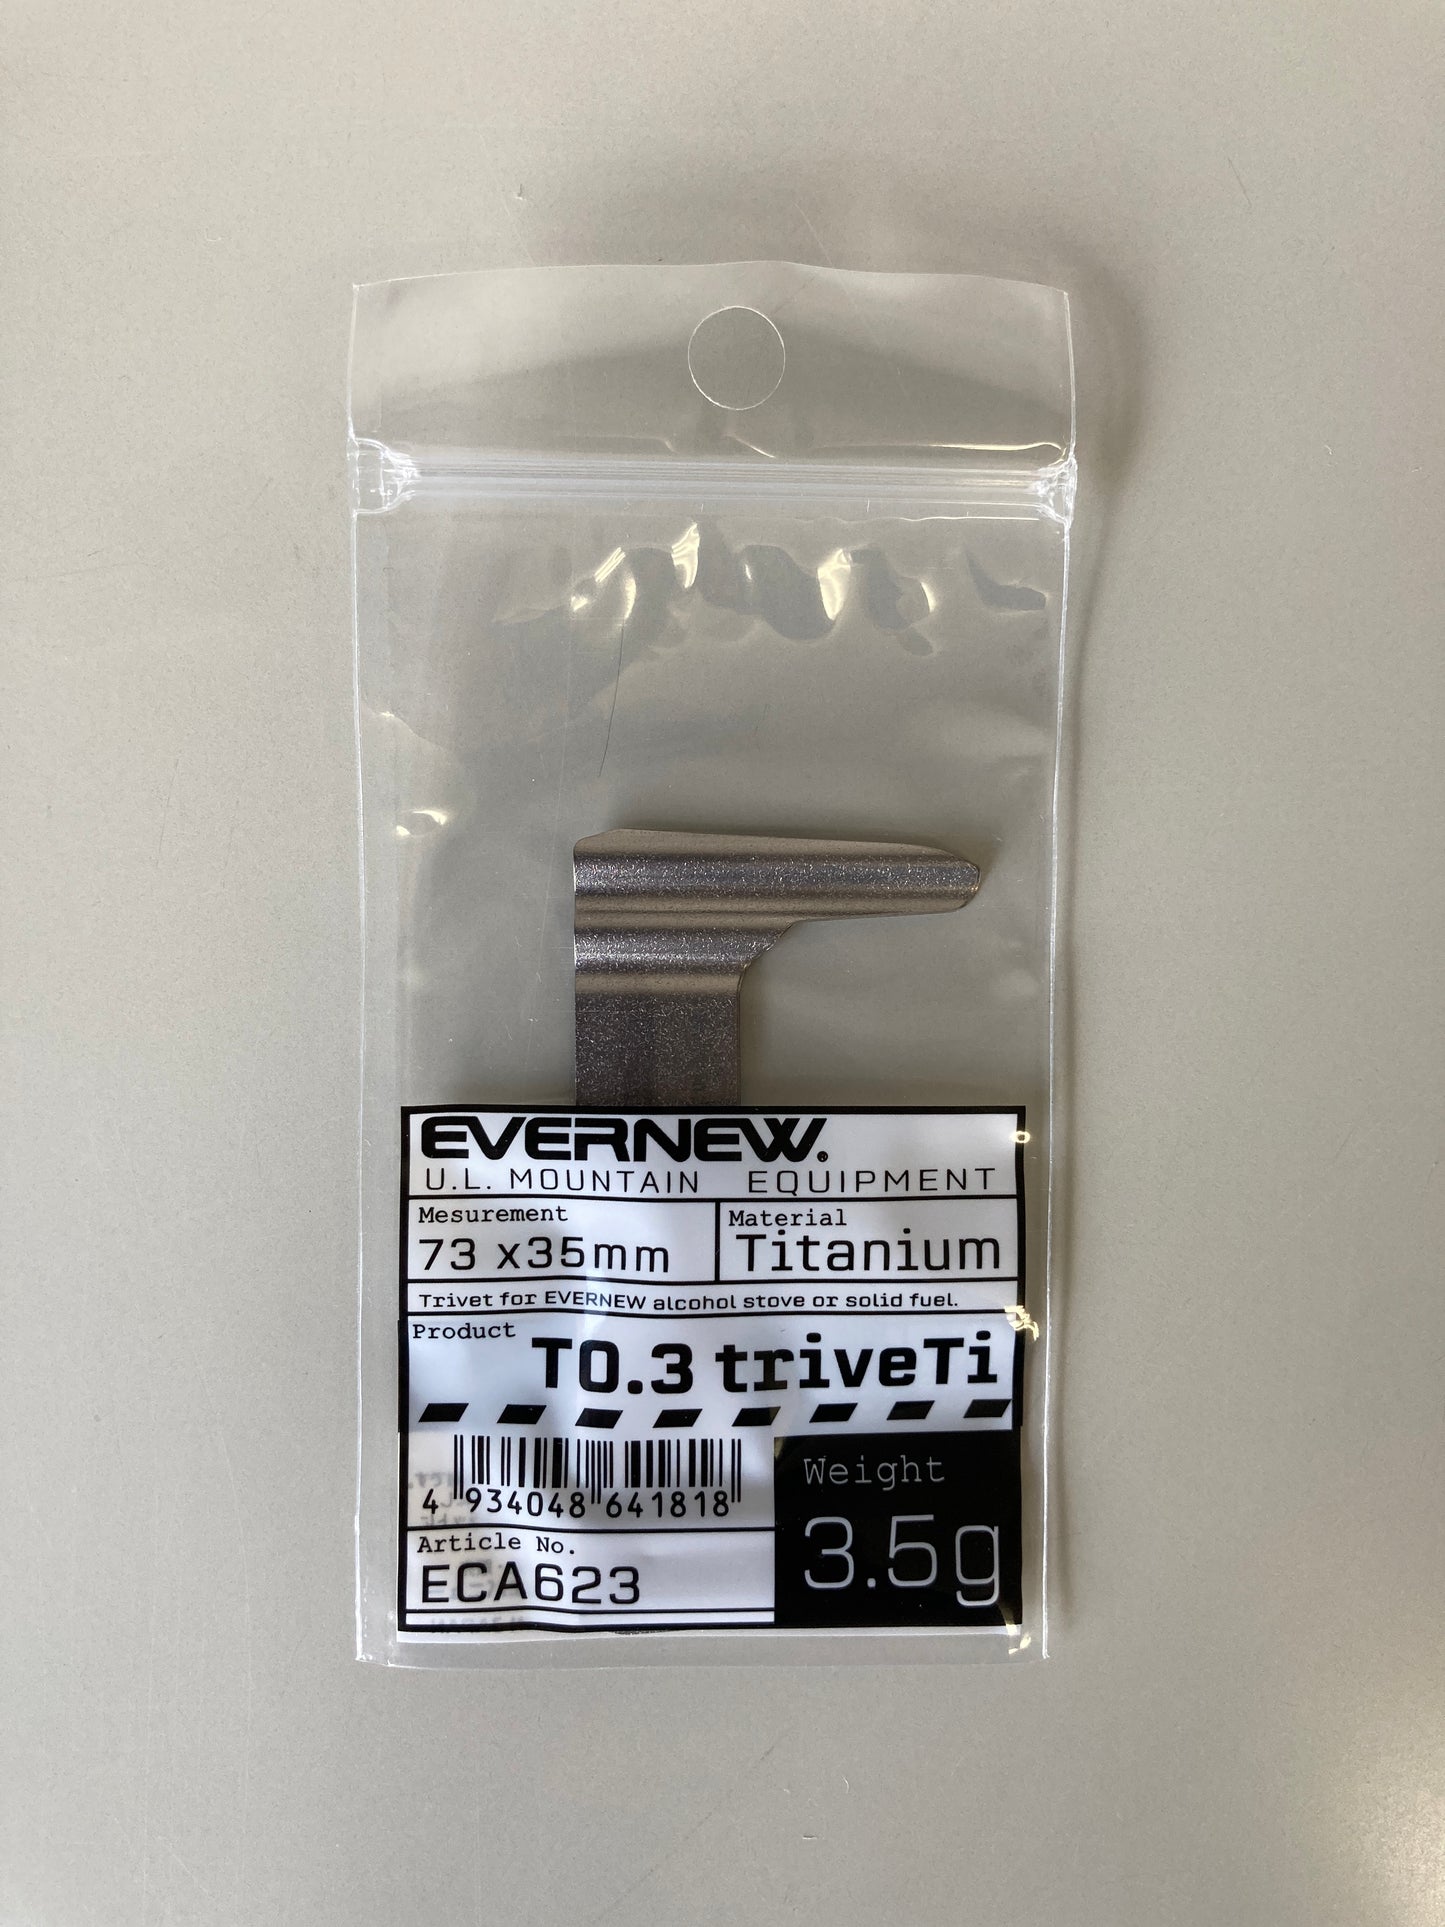 EVERNEW®
U.L. MOUNTAIN EQUIPMENT
Mesurement
73 x35mm
Material
Titanium
Trivet for EVERNEW alcohol stove or solid fuel.
Product
T0.3 triveTi
4 934048 641818
Article No.
ECA623
Weight
3.5g